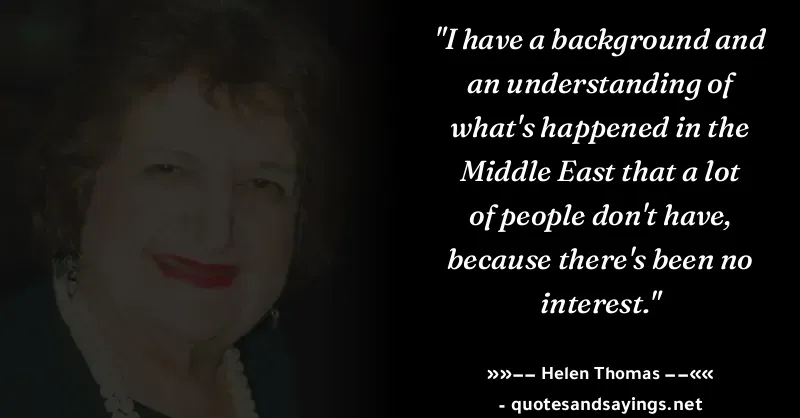 "I have a background and
an understanding of
what's happened in the
Middle East that a lot
of people don't have,
because there's been no
interest."
»»−− Helen Thomas −−««
- quotesandsayings.net